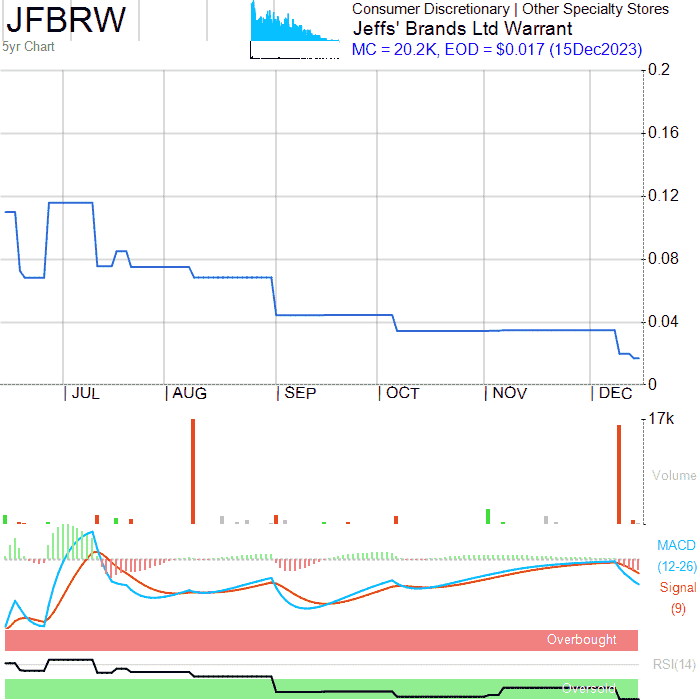 JFBRW
5yr Chart
Consumer Discretionary | Other Specialty Stores
Jeffs' Brands Ltd Warrant
MC = 20.2K, EOD = $0.017 (15Dec2023)
0.2
0.16
0.12
0.08
0.04
0
| JUL | AUG | SEP | OCT | NOV | DEC
17k
Volume
MACD
(12-26)
Signal
(9)
Overbought
RSI(14)
Oversold